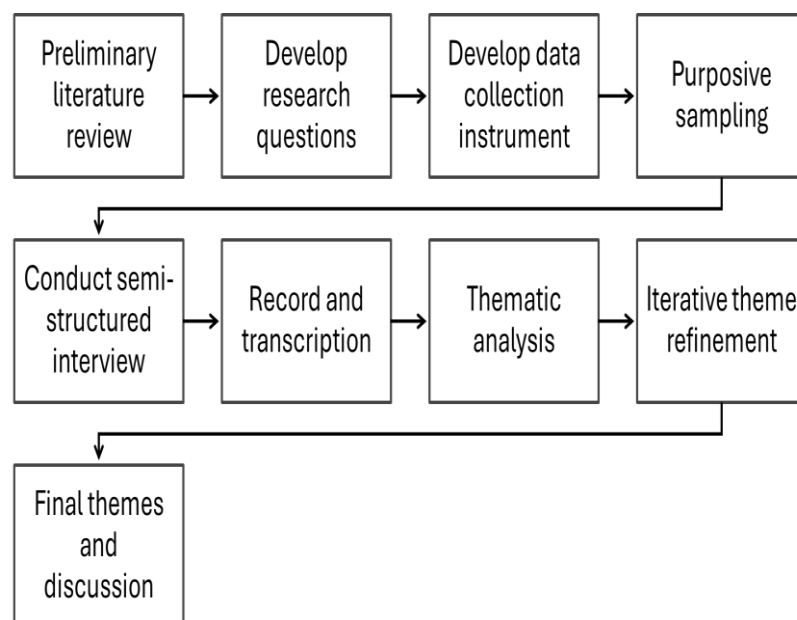 Preliminary
literature
review
Develop
research
questions
Develop data
collection
instrument
Purposive
sampling
Conduct semi-
structured
interview
Record and
transcription
Thematic
analysis
Iterative theme
refinement
Final themes
and
discussion